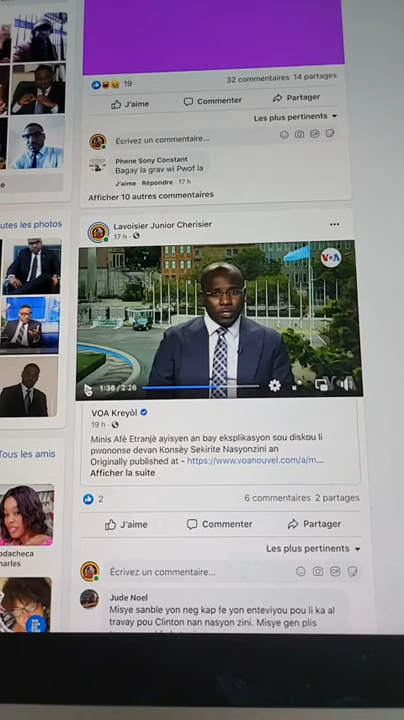 19
32 commentaires 14 partages
J'aime Commenter Partager
Les plus pertinents
Écrivez un commentaire...
Phene Sony Constant
Bagay la grav wi Pwof la
J'aime · Répondre · 17 h
Afficher 10 autres commentaires
e
utes les photos
Lavoisier Junior Cherisier
17 h
VOA
1:36 / 2:26
VOA Kreyòl
19 h
Minis Afè Etranjè ayisyen an bay eksplikasyon sou diskou li
pwononse devan Konsèy Sekirite Nasyonzini an
Originally published at - https://www.voanouvel.com/a/m...
Afficher la suite
Tous les amis
2
6 commentaires 2 partages
J'aime Commenter Partager
Les plus pertinents
odacheca
harles
Écrivez un commentaire...
Jude Noel
Misye sanble yon neg kap fe yon enteviyou pou li ka al
travay pou Clinton nan nasyon zini. Misye gen plis